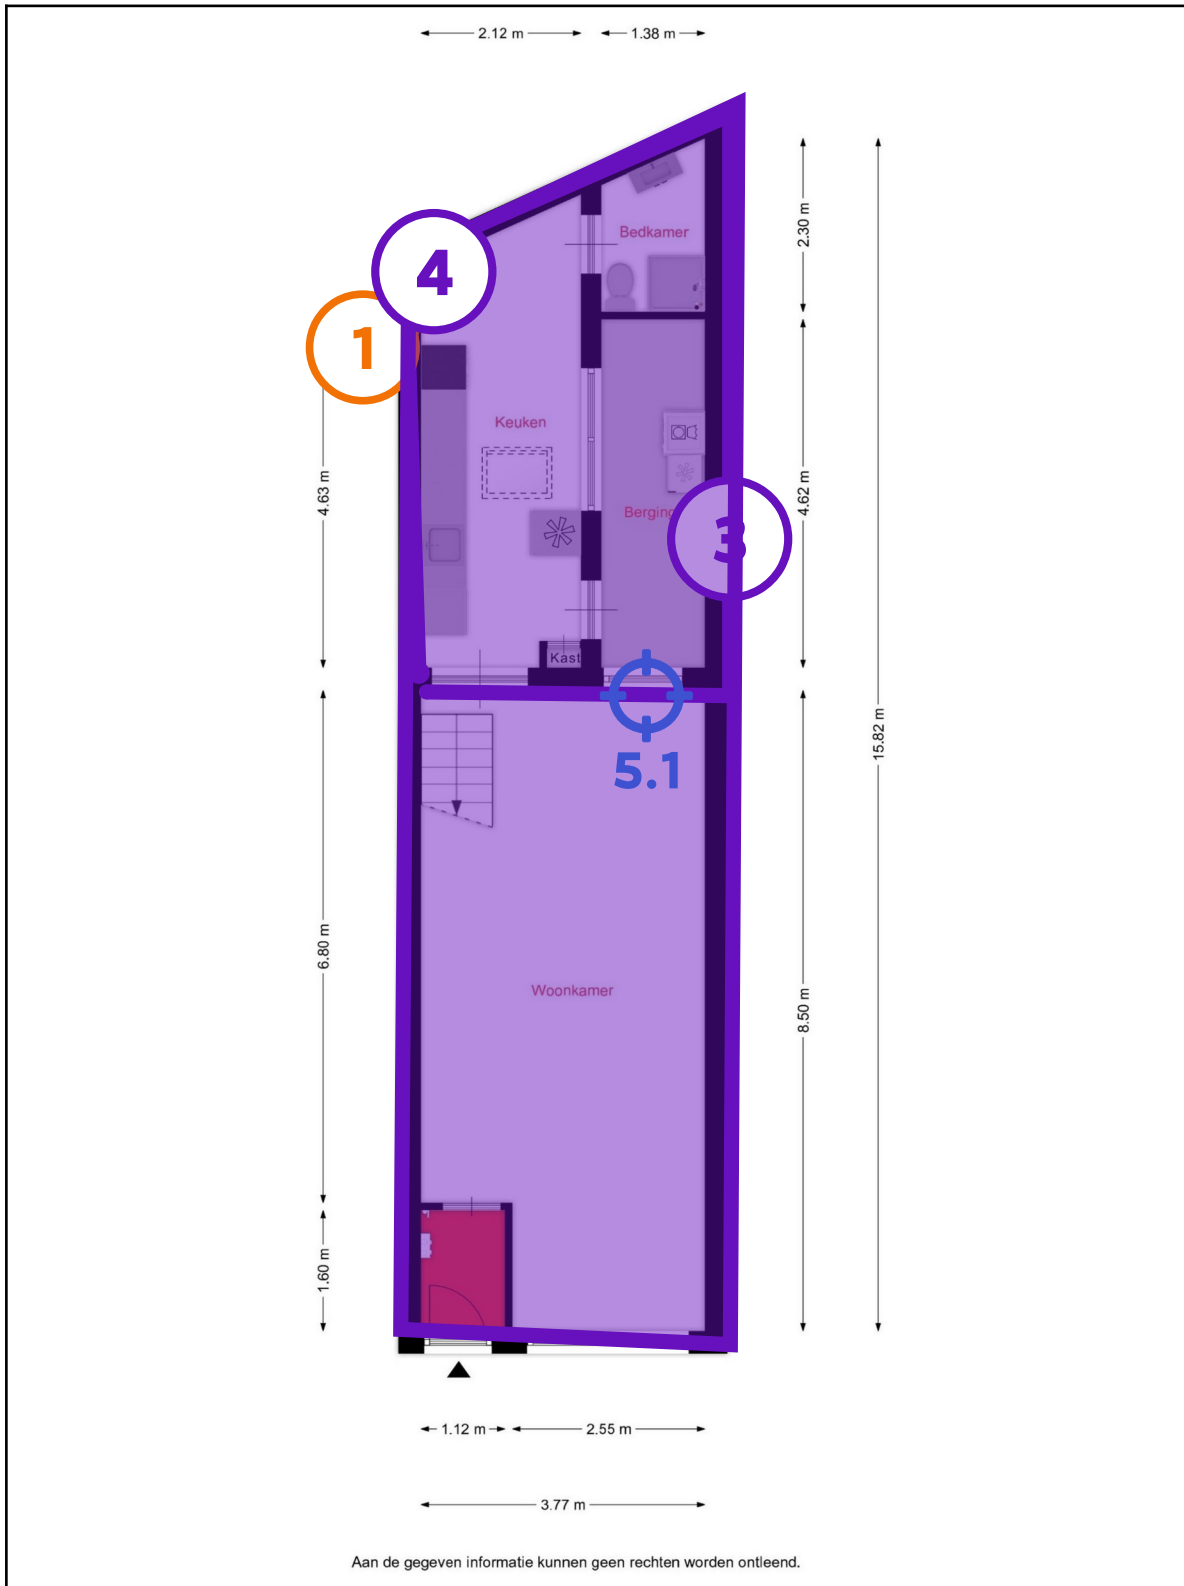 2.12 m
1.38 m
Bedkamer
2.30 m
4
1
Keuken
4.63 m
4.62 m
Berging
3
Kast
15.82 m
5.1
6.80 m
Woonkamer
8.50 m
1.60 m
1.12 m
2.55 m
3.77 m
Aan de gegeven informatie kunnen geen rechten worden ontleend.